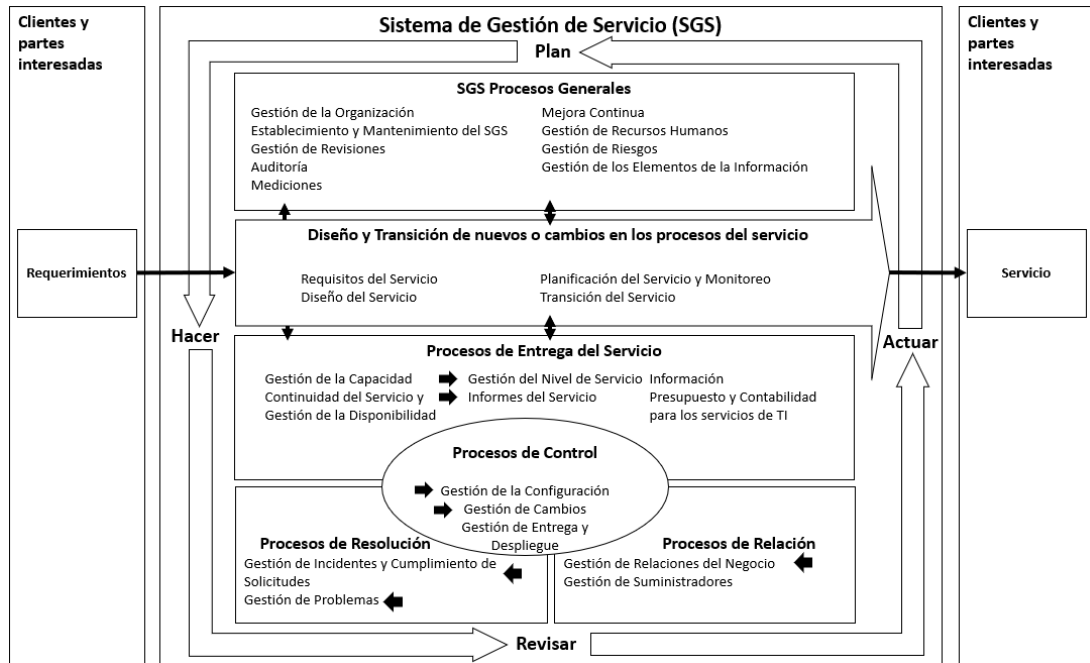 Clientes y
partes
interesadas
Requerimientos
Sistema de Gestión de Servicio (SGS)
Plan
SGS Procesos Generales
Gestión de la Organización
Establecimiento y Mantenimiento del SGS
Gestión de Revisiones
Auditoría
Mediciones
Mejora Continua
Gestión de Recursos Humanos
Gestión de Riesgos
Gestión de los Elementos de la Información
Diseño y Transición de nuevos o cambios en los procesos del servicio
Requisitos del Servicio
Diseño del Servicio
Planificación del Servicio y Monitoreo
Transición del Servicio
Hacer
Actuar
Procesos de Entrega del Servicio
Gestión de la Capacidad
Continuidad del Servicio y
Gestión de la Disponibilidad
Gestión del Nivel de Servicio
Informes del Servicio
Información
Presupuesto y Contabilidad
para los servicios de TI
Procesos de Control
Gestión de la Configuración
Gestión de Cambios
Gestión de Entrega y
Despliegue
Procesos de Resolución
Gestión de Incidentes y Cumplimiento de
Solicitudes
Gestión de Problemas
Procesos de Relación
Gestión de Relaciones del Negocio
Gestión de Suministradores
Revisar
Clientes y
partes
interesadas
Servicio